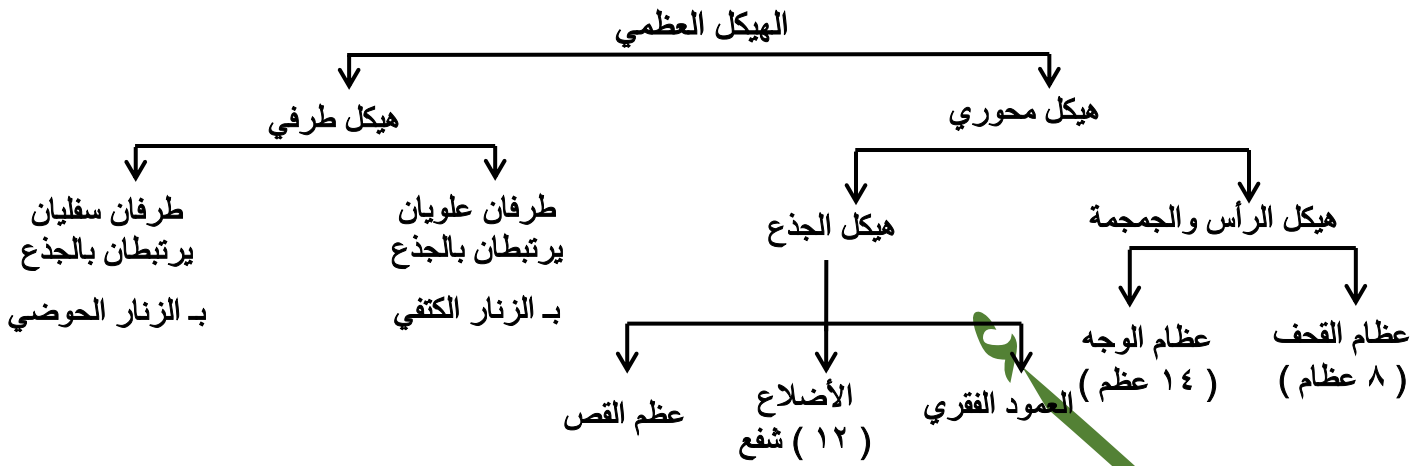 الهيكل العظمي
هيكل محوري
هيكل طرفي
هيكل الرأس والجمجمة
هيكل الجذع
طرفان علويان
يرتبطان بالجذع
بـ الزنار الكتفي
طرفان سفليان
يرتبطان بالجذع
بـ الزنار الحوضي
عظام القحف
( ٨ عظام )
عظام الوجه
( ١٤ عظم )
العمود الفقري
الأضلاع
( ١٢ ) شفع
عظم القص